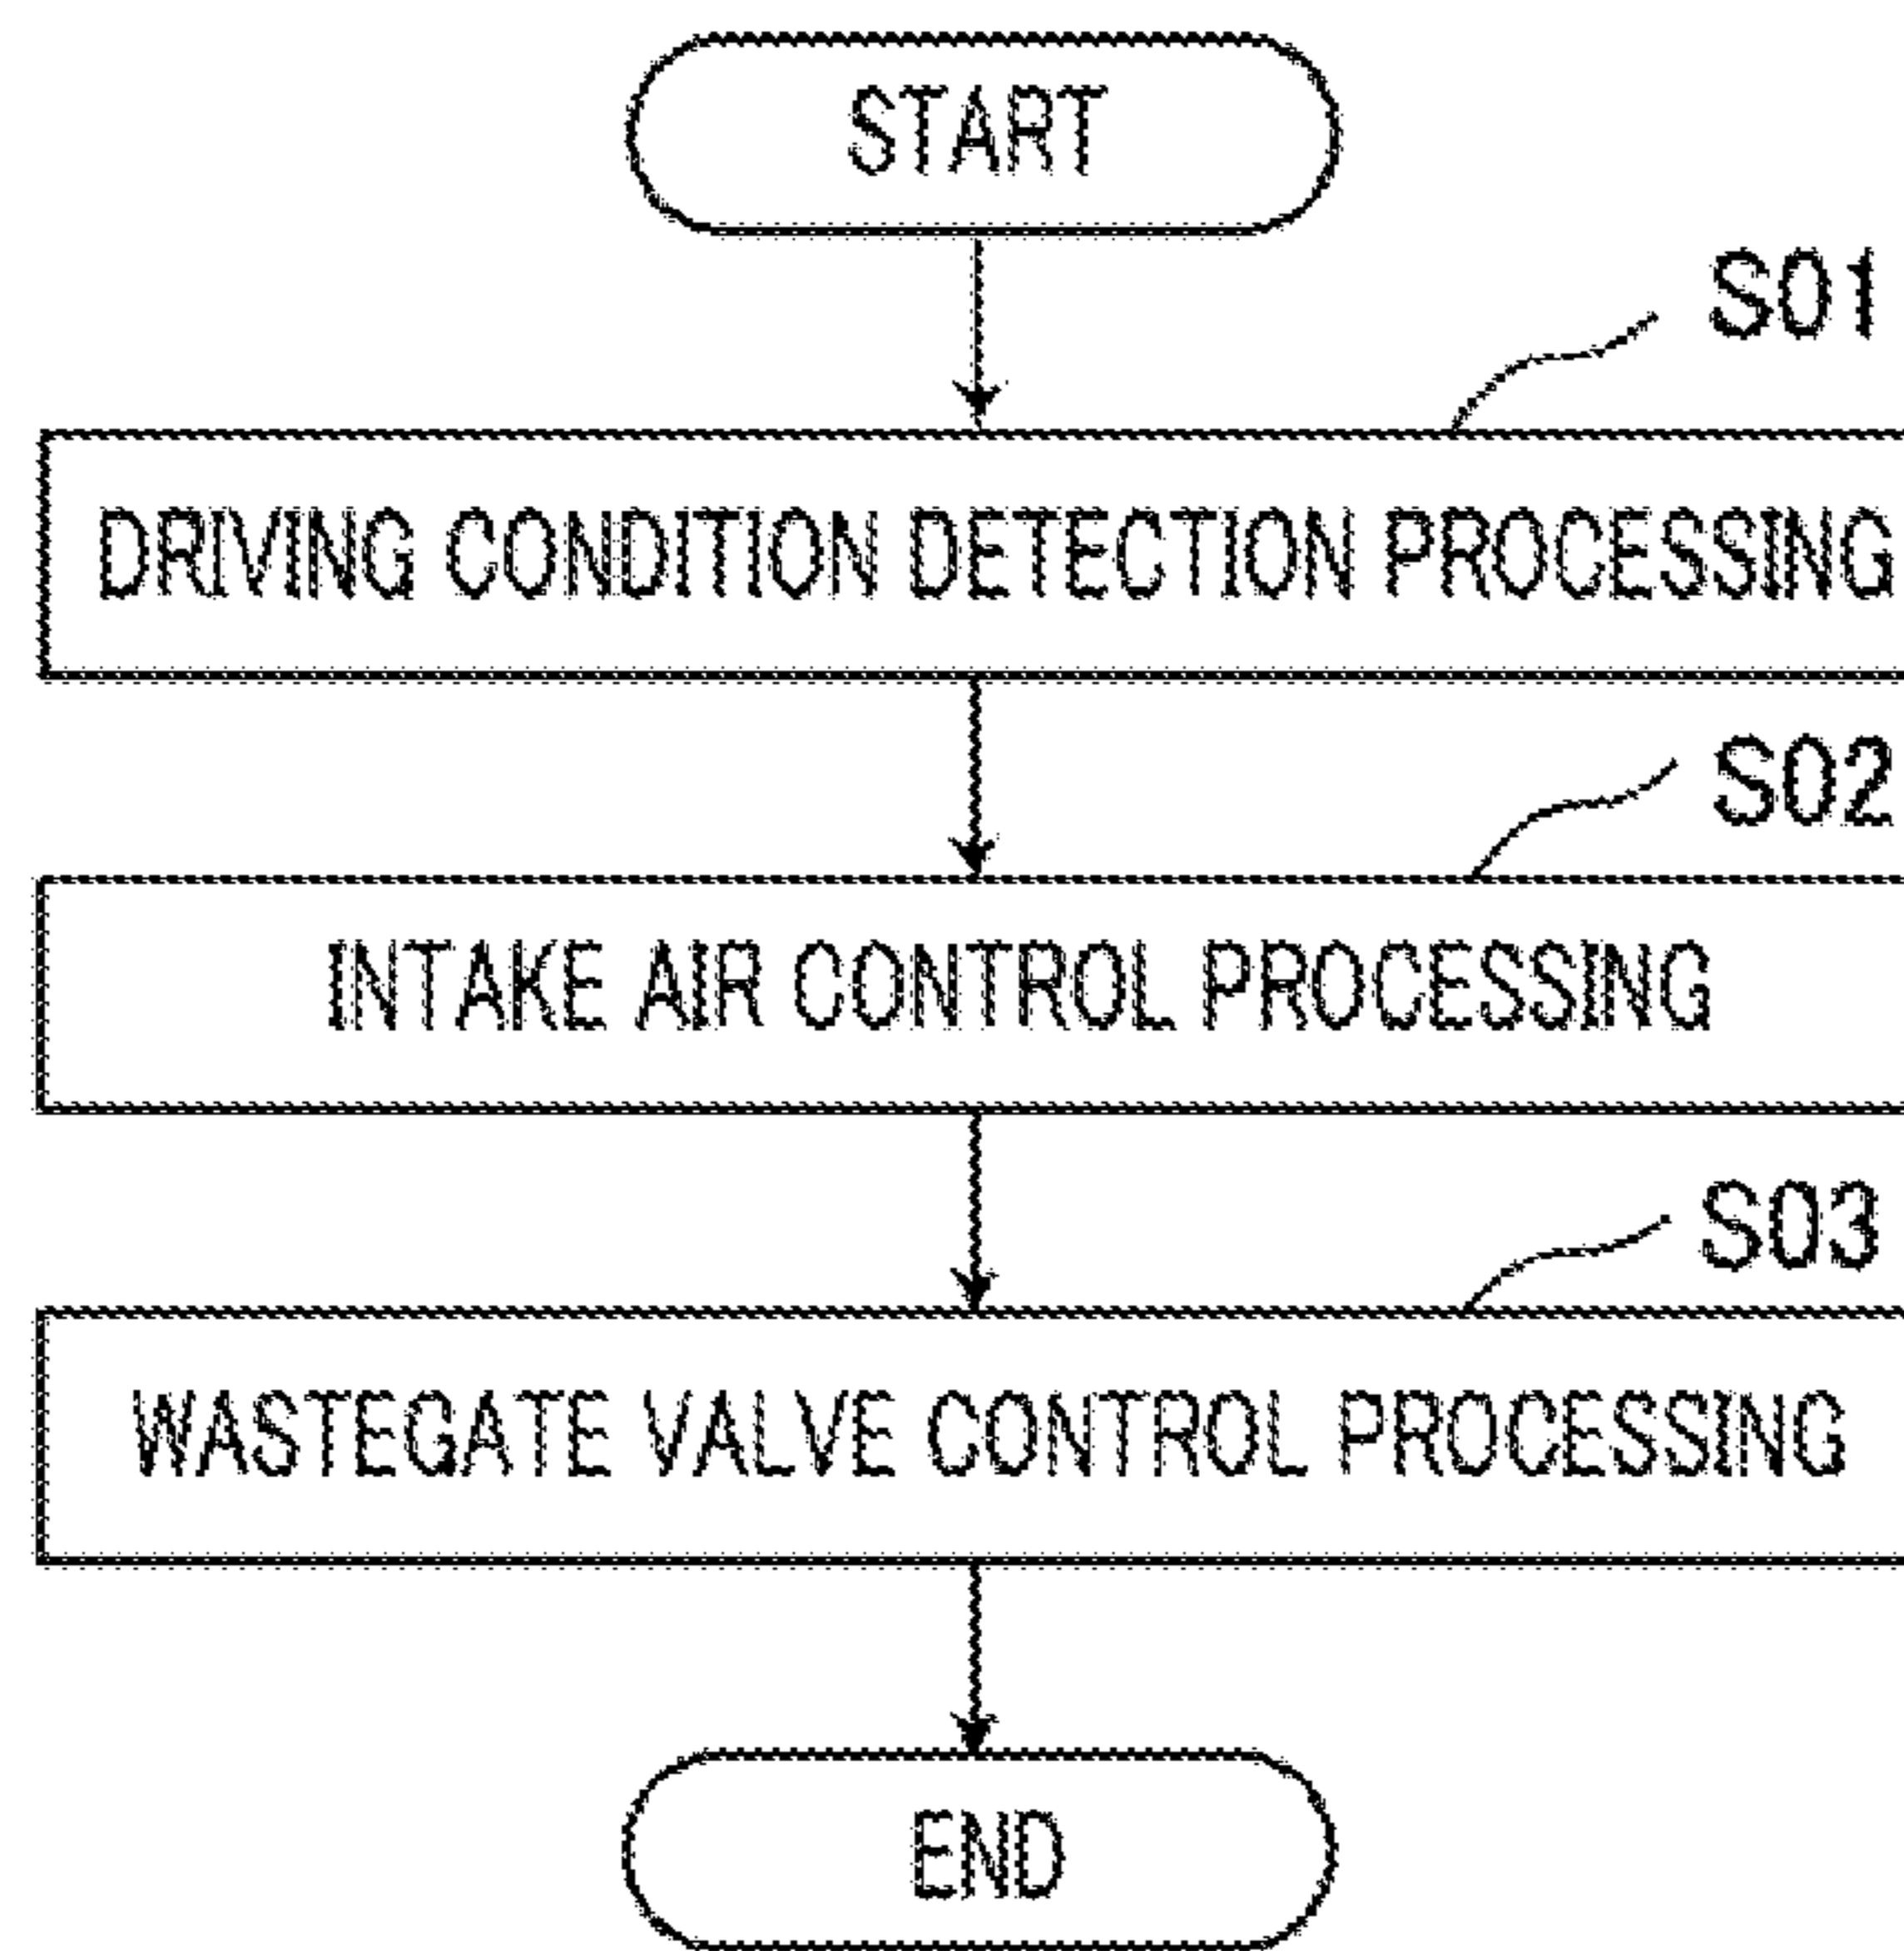 START
S01
DRIVING CONDITION DETECTION PROCESSING
S02
INTAKE AIR CONTROL PROCESSING
S03
WASTEGATE VALVE CONTROL PROCESSING
END